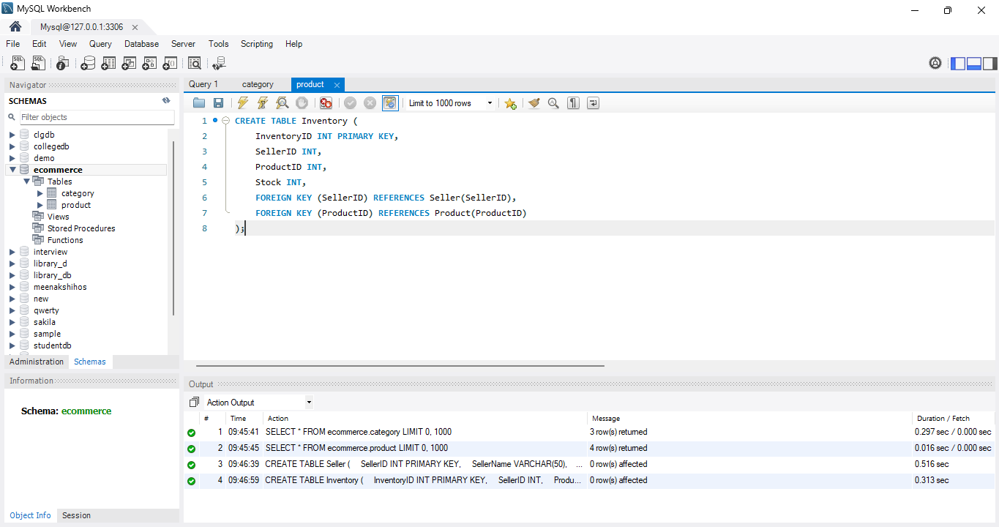 MySQL Workbench
Mysql@127.0.0.1:3306
File Edit View Query Database Server Tools Scripting Help
Navigator
SCHEMAS
Filter objects
clgdb
collegedb
demo
ecommerce
Tables
category
product
Views
Stored Procedures
Functions
interview
library_d
library_db
meenakshihos
new
qwerty
sakila
sample
studentdb
Administration Schemas
Information
Schema: ecommerce
Object Info Session
Query 1 category product
Limit to 1000 rows
1 CREATE TABLE Inventory (
2 InventoryID INT PRIMARY KEY,
3 SellerID INT,
4 ProductID INT,
5 Stock INT,
6 FOREIGN KEY (SellerID) REFERENCES Seller(SellerID),
7 FOREIGN KEY (ProductID) REFERENCES Product(ProductID)
8 );
Output
Action Output
# Time Action Message Duration / Fetch
1 09:45:41 SELECT * FROM ecommerce.category LIMIT 0, 1000 3 row(s) returned 0.297 sec / 0.000 sec
2 09:45:45 SELECT * FROM ecommerce.product LIMIT 0, 1000 4 row(s) returned 0.016 sec / 0.000 sec
3 09:46:39 CREATE TABLE Seller ( SellerID INT PRIMARY KEY, SellerName VARCHAR(50), ... 0 row(s) affected 0.516 sec
4 09:46:59 CREATE TABLE Inventory ( InventoryID INT PRIMARY KEY, SellerID INT, Produ... 0 row(s) affected 0.313 sec